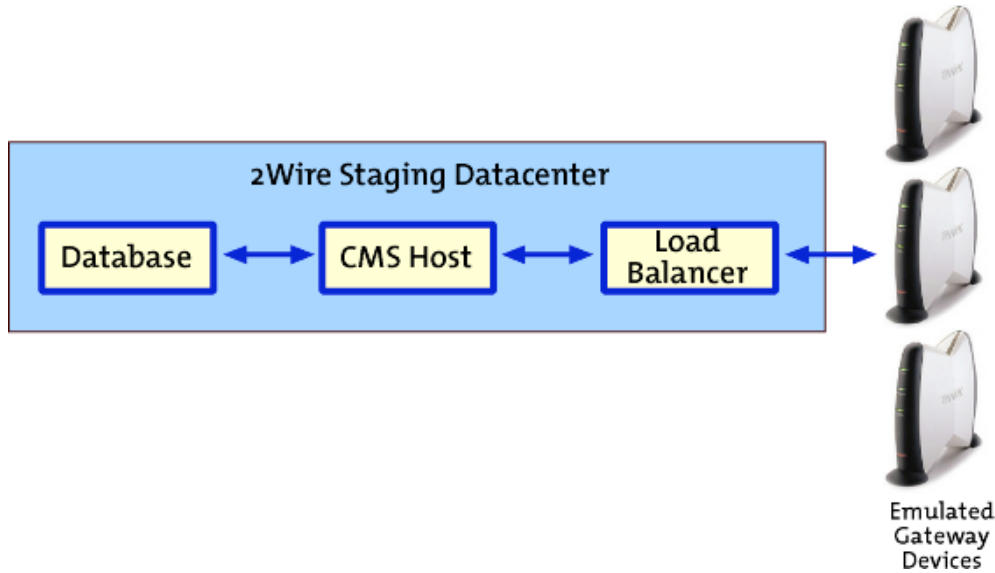 2Wire Staging Datacenter
Database
CMS Host
Load
Balancer
Emulated
Gateway
Devices